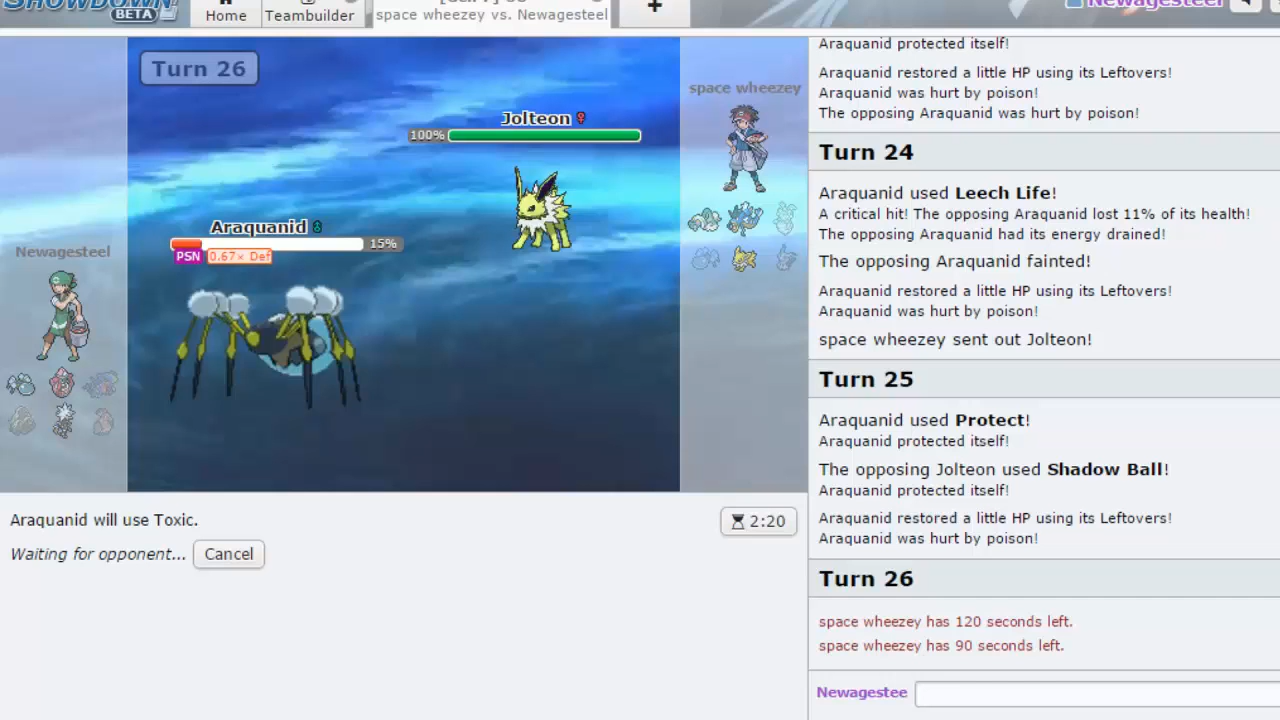 SHOWDOWN
BETA
Home
Teambuilder
space wheezey vs. Newagesteel
+
Newagesteel
Turn 26
Jolteon
100%
Araquanid
15%
PSN 0.67× Def
Newagesteel
space wheezey
Araquanid will use Toxic.
Waiting for opponent... Cancel
2:20
Araquanid protected itself!
Araquanid restored a little HP using its Leftovers!
Araquanid was hurt by poison!
The opposing Araquanid was hurt by poison!
Turn 24
Araquanid used Leech Life!
A critical hit! The opposing Araquanid lost 11% of its health!
The opposing Araquanid had its energy drained!
The opposing Araquanid fainted!
Araquanid restored a little HP using its Leftovers!
Araquanid was hurt by poison!
space wheezey sent out Jolteon!
Turn 25
Araquanid used Protect!
Araquanid protected itself!
The opposing Jolteon used Shadow Ball!
Araquanid protected itself!
Araquanid restored a little HP using its Leftovers!
Araquanid was hurt by poison!
Turn 26
space wheezey has 120 seconds left.
space wheezey has 90 seconds left.
Newagestee